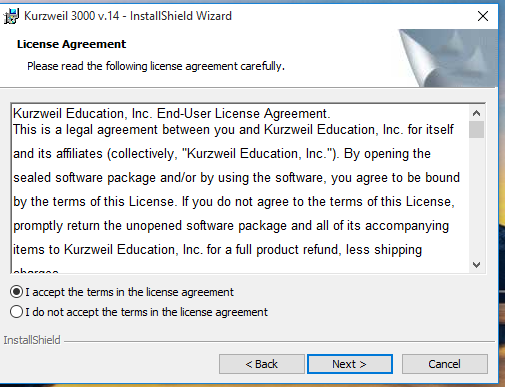 Kurzweil 3000 v.14 - InstallShield Wizard
License Agreement
Please read the following license agreement carefully.
Kurzweil Education, Inc. End-User License Agreement.
This is a legal agreement between you and Kurzweil Education, Inc. for itself
and its affiliates (collectively, "Kurzweil Education, Inc."). By opening the
sealed software package and/or by using the software, you agree to be bound
by the terms of this License. If you do not agree to the terms of this License,
promptly return the unopened software package and all of its accompanying
items to Kurzweil Education, Inc. for a full product refund, less shipping
charges
I accept the terms in the license agreement
I do not accept the terms in the license agreement
InstallShield
< Back
Next >
Cancel